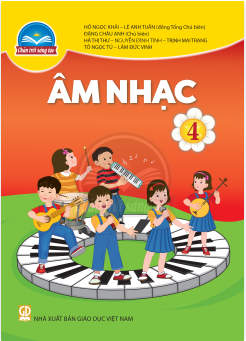 HỒ NGỌC KHẢI – LÊ ANH TUẤN (đồng Tổng Chủ biên)
ĐẶNG CHÂU ANH (Chủ biên)
HÀ THỊ THƯ – NGUYỄN ĐÌNH TÌNH – TRỊNH MAI TRANG
TÔ NGỌC TÚ – LÂM ĐỨC VINH
Chân trời sáng tạo
ÂM NHẠC
4
NHÀ XUẤT BẢN GIÁO DỤC VIỆT NAM